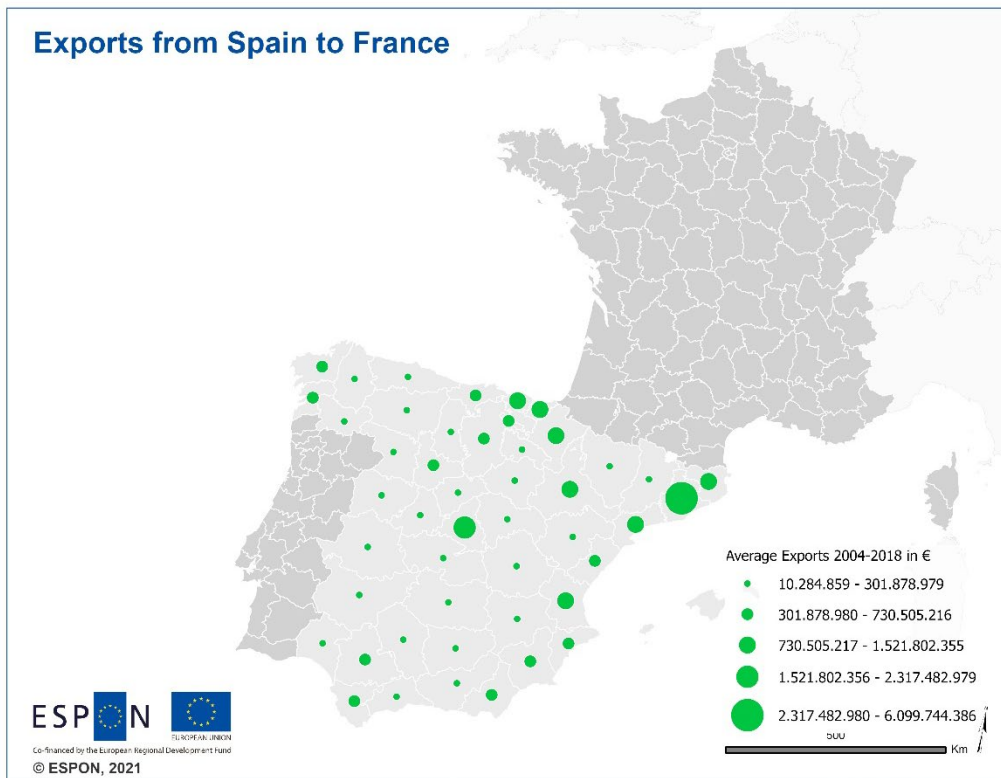 Exports from Spain to France
Average Exports 2004-2018 in €
10.284.859 - 301.878.979
301.878.980 - 730.505.216
730.505.217 - 1.521.802.355
1.521.802.356 - 2.317.482.979
2.317.482.980 - 6.099.744.386
500
Km
ESPON
EUROPEAN UNION
Co-financed by the European Regional Development Fund
© ESPON, 2021